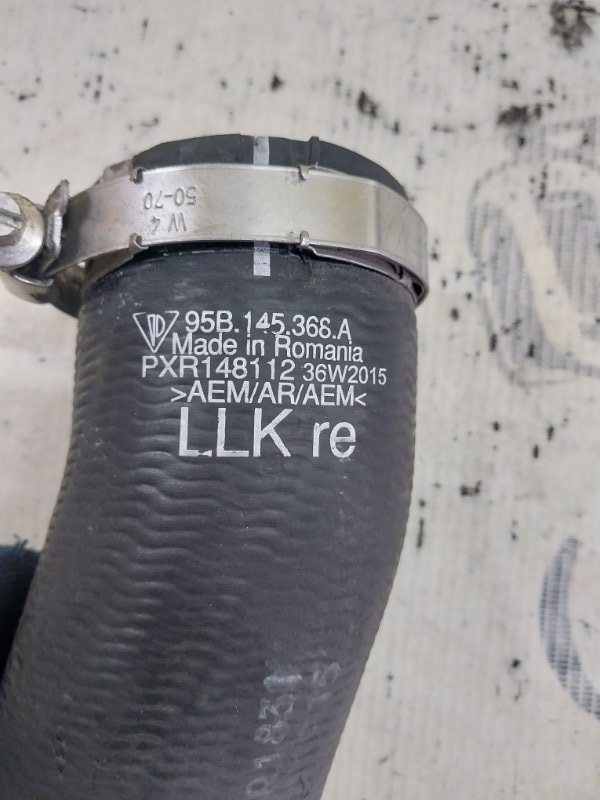 W 4
50-70
95B.145.368.A
Made in Romania
PXR148112 36W2015
>AEM/AR/AEM<
LLK re